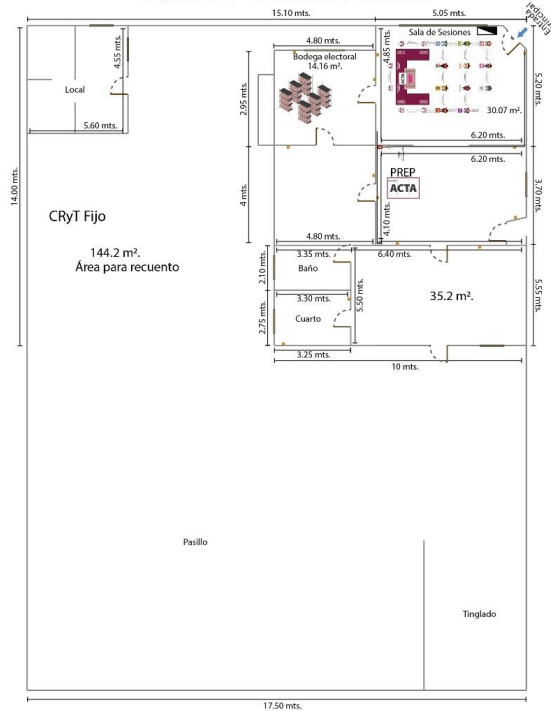 15.10 mts.
5.05 mts.
Entrada
Principal
4.80 mts.
Sala de Sesiones
4.55 mts.
Bodega electoral
14.16 m².
4.85 mts.
Local
ACTA
30.07 m².
5.20 mts.
2.95 mts.
5.60 mts.
6.20 mts.
6.20 mts.
14.00 mts.
PREP
ACTA
3.70 mts.
4 mts.
CRyT Fijo
4.10 mts.
4.80 mts.
144.2 m².
Área para recuento
3.35 mts.
6.40 mts.
2.10 mts.
Baño
5.50 mts.
35.2 m².
5.55 mts.
3.30 mts.
2.75 mts.
Cuarto
3.25 mts.
10 mts.
Pasillo
Tinglado
17.50 mts.